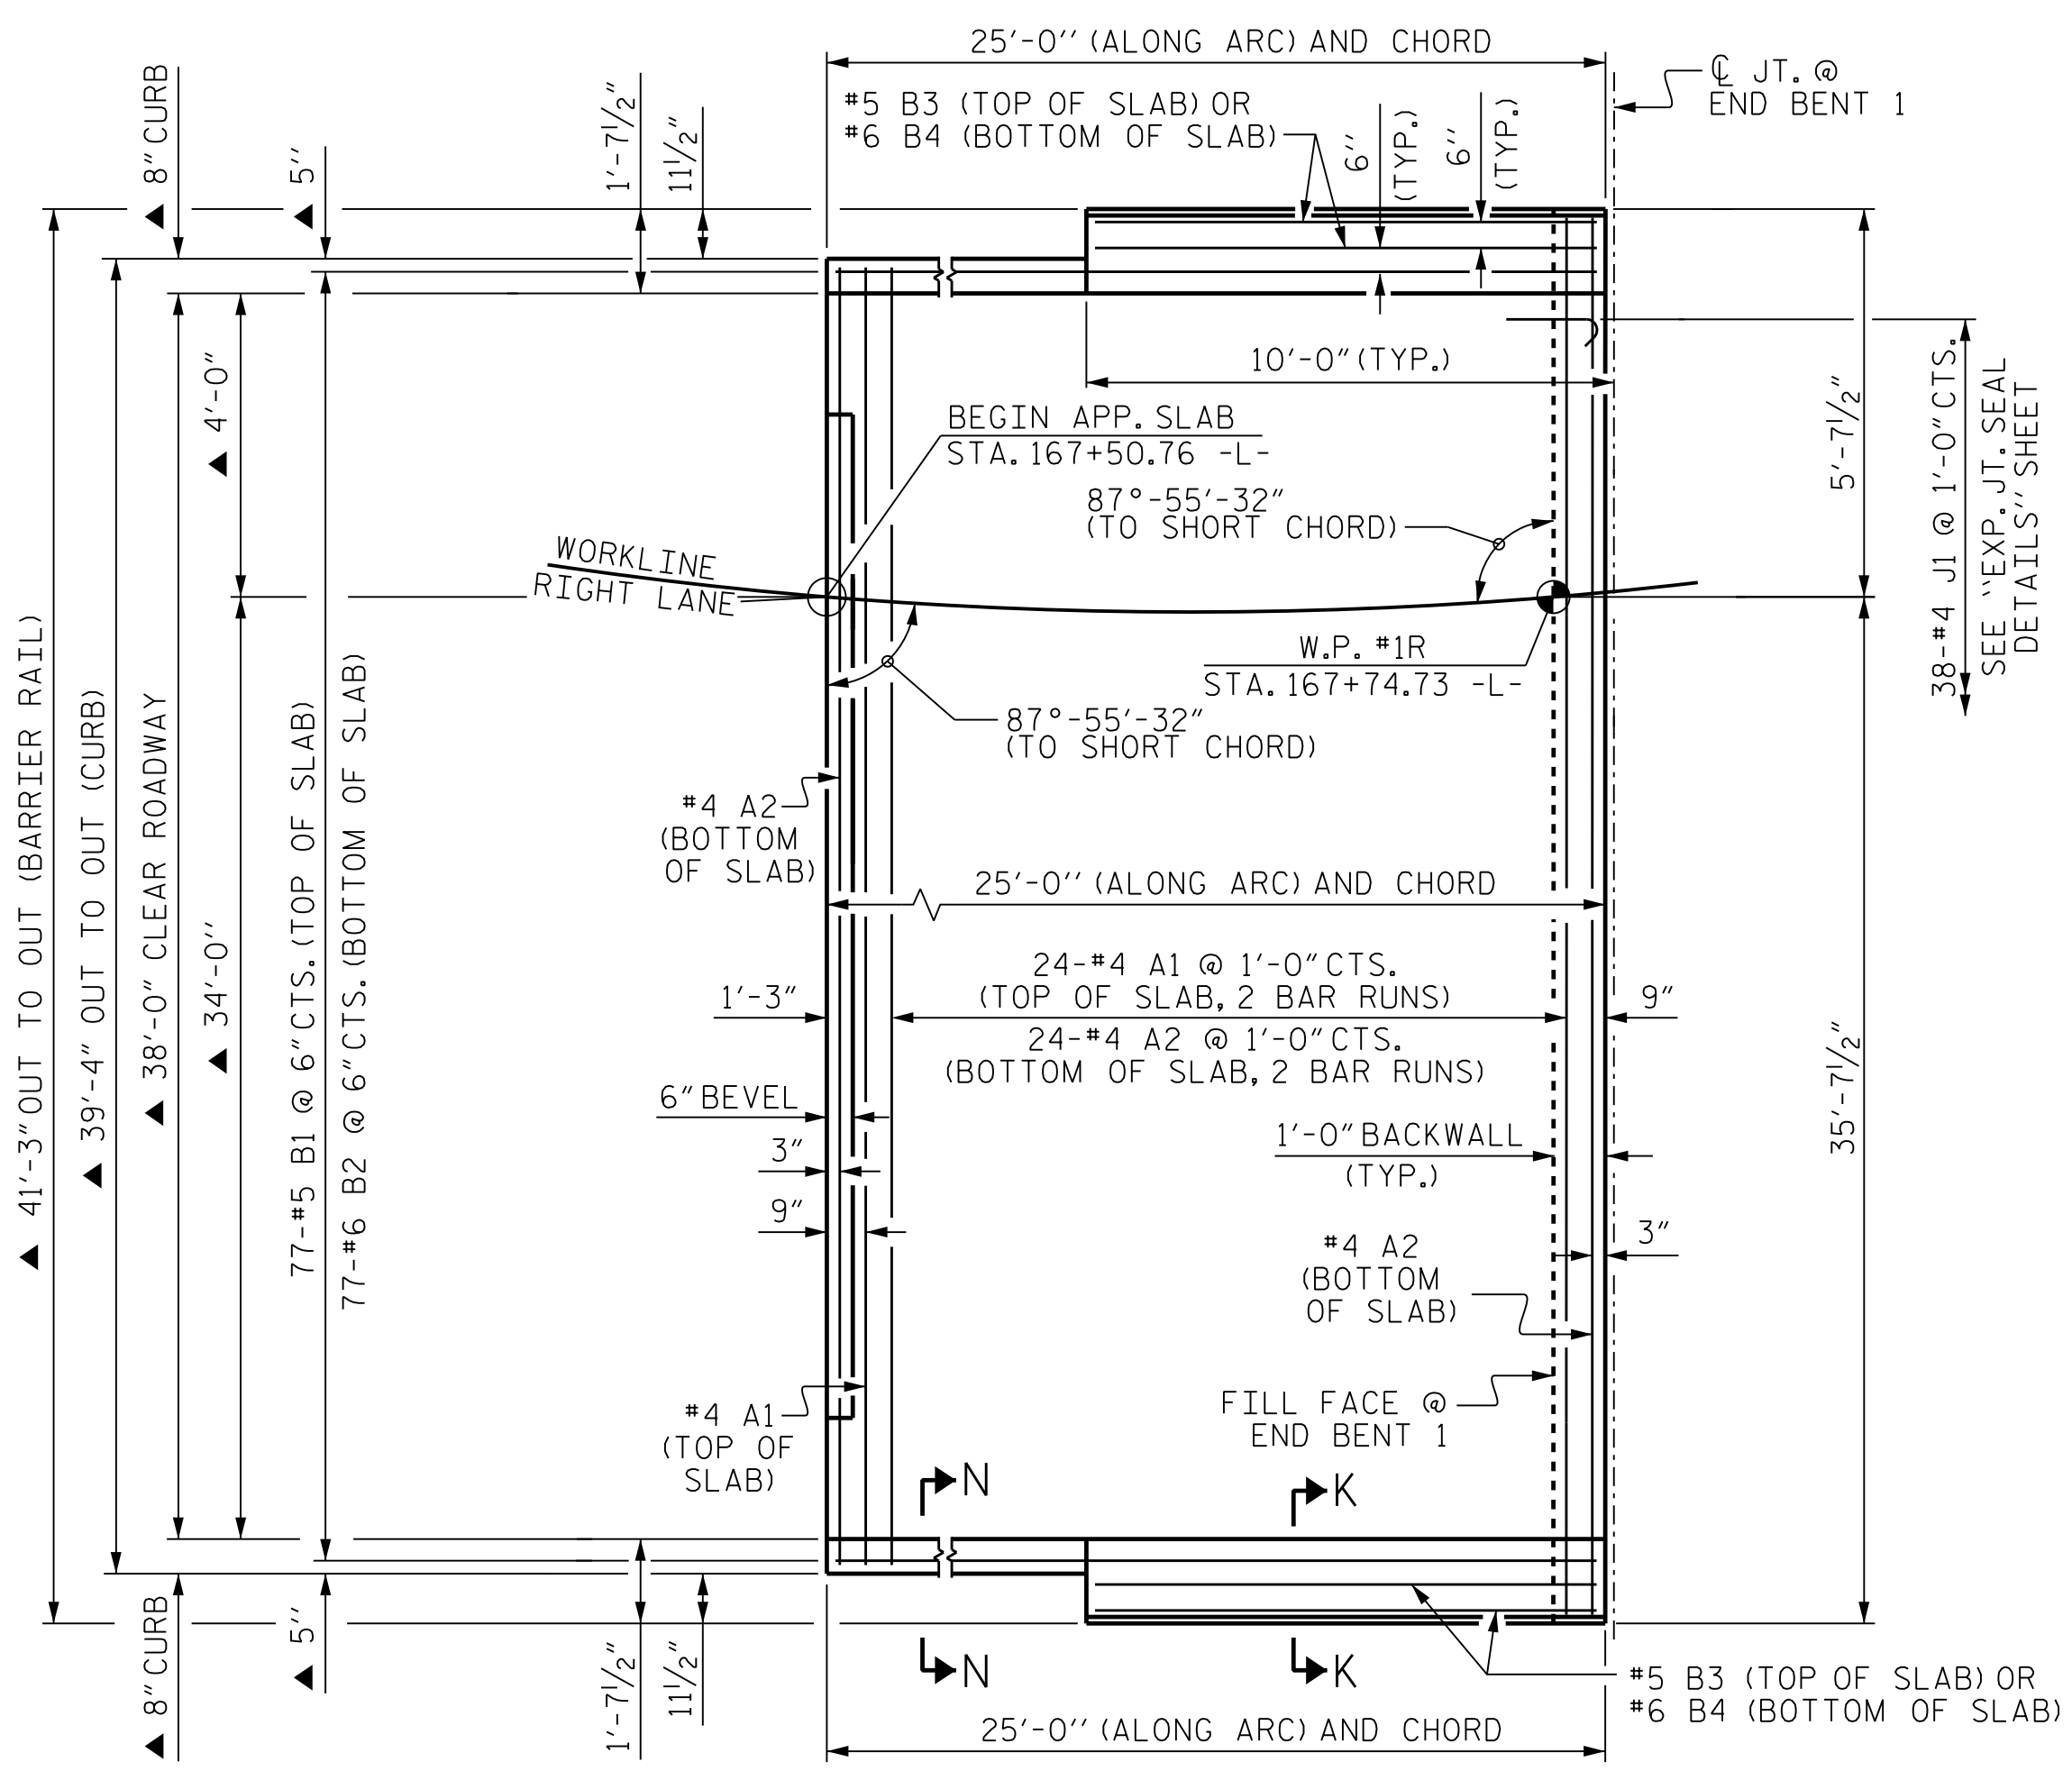 25'-0'' (ALONG ARC) AND CHORD
℄ JT. @
END BENT 1
#5 B3 (TOP OF SLAB) OR
#6 B4 (BOTTOM OF SLAB)
6''
(TYP.)
6''
(TYP.)
▲ 8" CURB
▲ 5''
1'-7½"
11½"
▲ 4'-0"
10'-0" (TYP.)
BEGIN APP. SLAB
STA. 167+50.76 -L-
87°-55'-32"
(TO SHORT CHORD)
5'-7½"
38-#4 J1 @ 1'-0" CTS.
SEE "EXP. JT. SEAL
DETAILS" SHEET
WORKLINE
RIGHT LANE
W.P. #1R
STA. 167+74.73 -L-
87°-55'-32"
(TO SHORT CHORD)
▲ 41'-3" OUT TO OUT (BARRIER RAIL)
▲ 39'-4" OUT TO OUT (CURB)
▲ 38'-0" CLEAR ROADWAY
▲ 34'-0''
77-#5 B1 @ 6" CTS. (TOP OF SLAB)
77-#6 B2 @ 6" CTS. (BOTTOM OF SLAB)
#4 A2
(BOTTOM
OF SLAB)
25'-0'' (ALONG ARC) AND CHORD
24-#4 A1 @ 1'-0" CTS.
(TOP OF SLAB, 2 BAR RUNS)
1'-3"
9"
24-#4 A2 @ 1'-0" CTS.
(BOTTOM OF SLAB, 2 BAR RUNS)
35'-7½"
6" BEVEL
1'-0" BACKWALL
(TYP.)
3"
9"
3"
#4 A2
(BOTTOM
OF SLAB)
FILL FACE @
END BENT 1
#4 A1
(TOP OF
SLAB)
N
K
N
K
▲ 8" CURB
▲ 5''
1'-7½"
11½"
#5 B3 (TOP OF SLAB) OR
#6 B4 (BOTTOM OF SLAB)
25'-0'' (ALONG ARC) AND CHORD